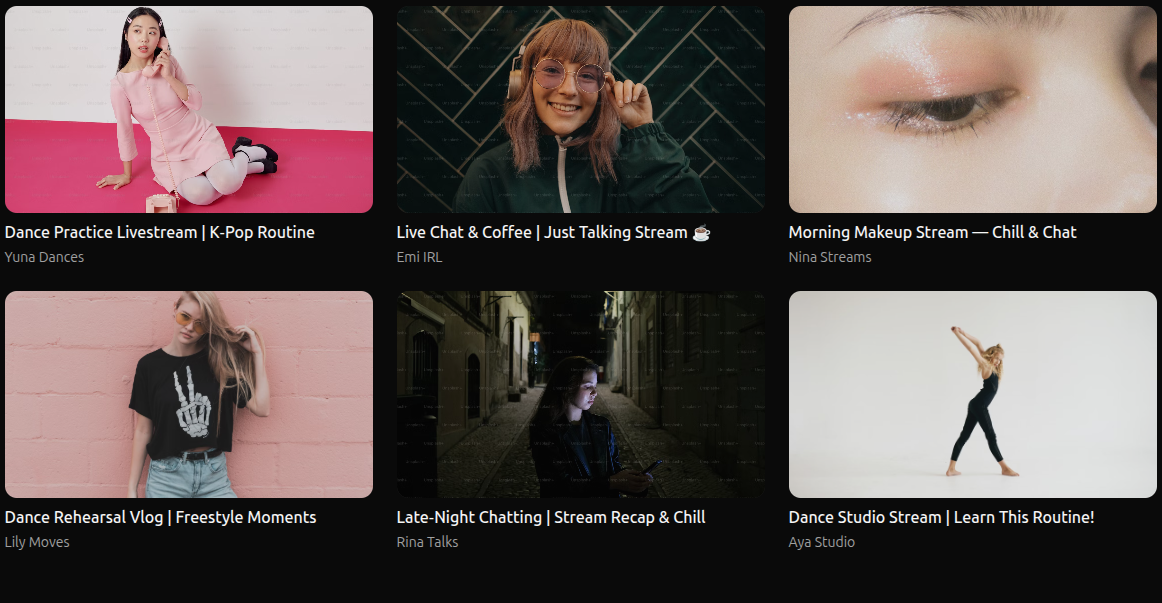 Dance Practice Livestream | K-Pop Routine
Yuna Dances
Live Chat & Coffee | Just Talking Stream ☕
Emi IRL
Morning Makeup Stream — Chill & Chat
Nina Streams
Dance Rehearsal Vlog | Freestyle Moments
Lily Moves
Late-Night Chatting | Stream Recap & Chill
Rina Talks
Dance Studio Stream | Learn This Routine!
Aya Studio